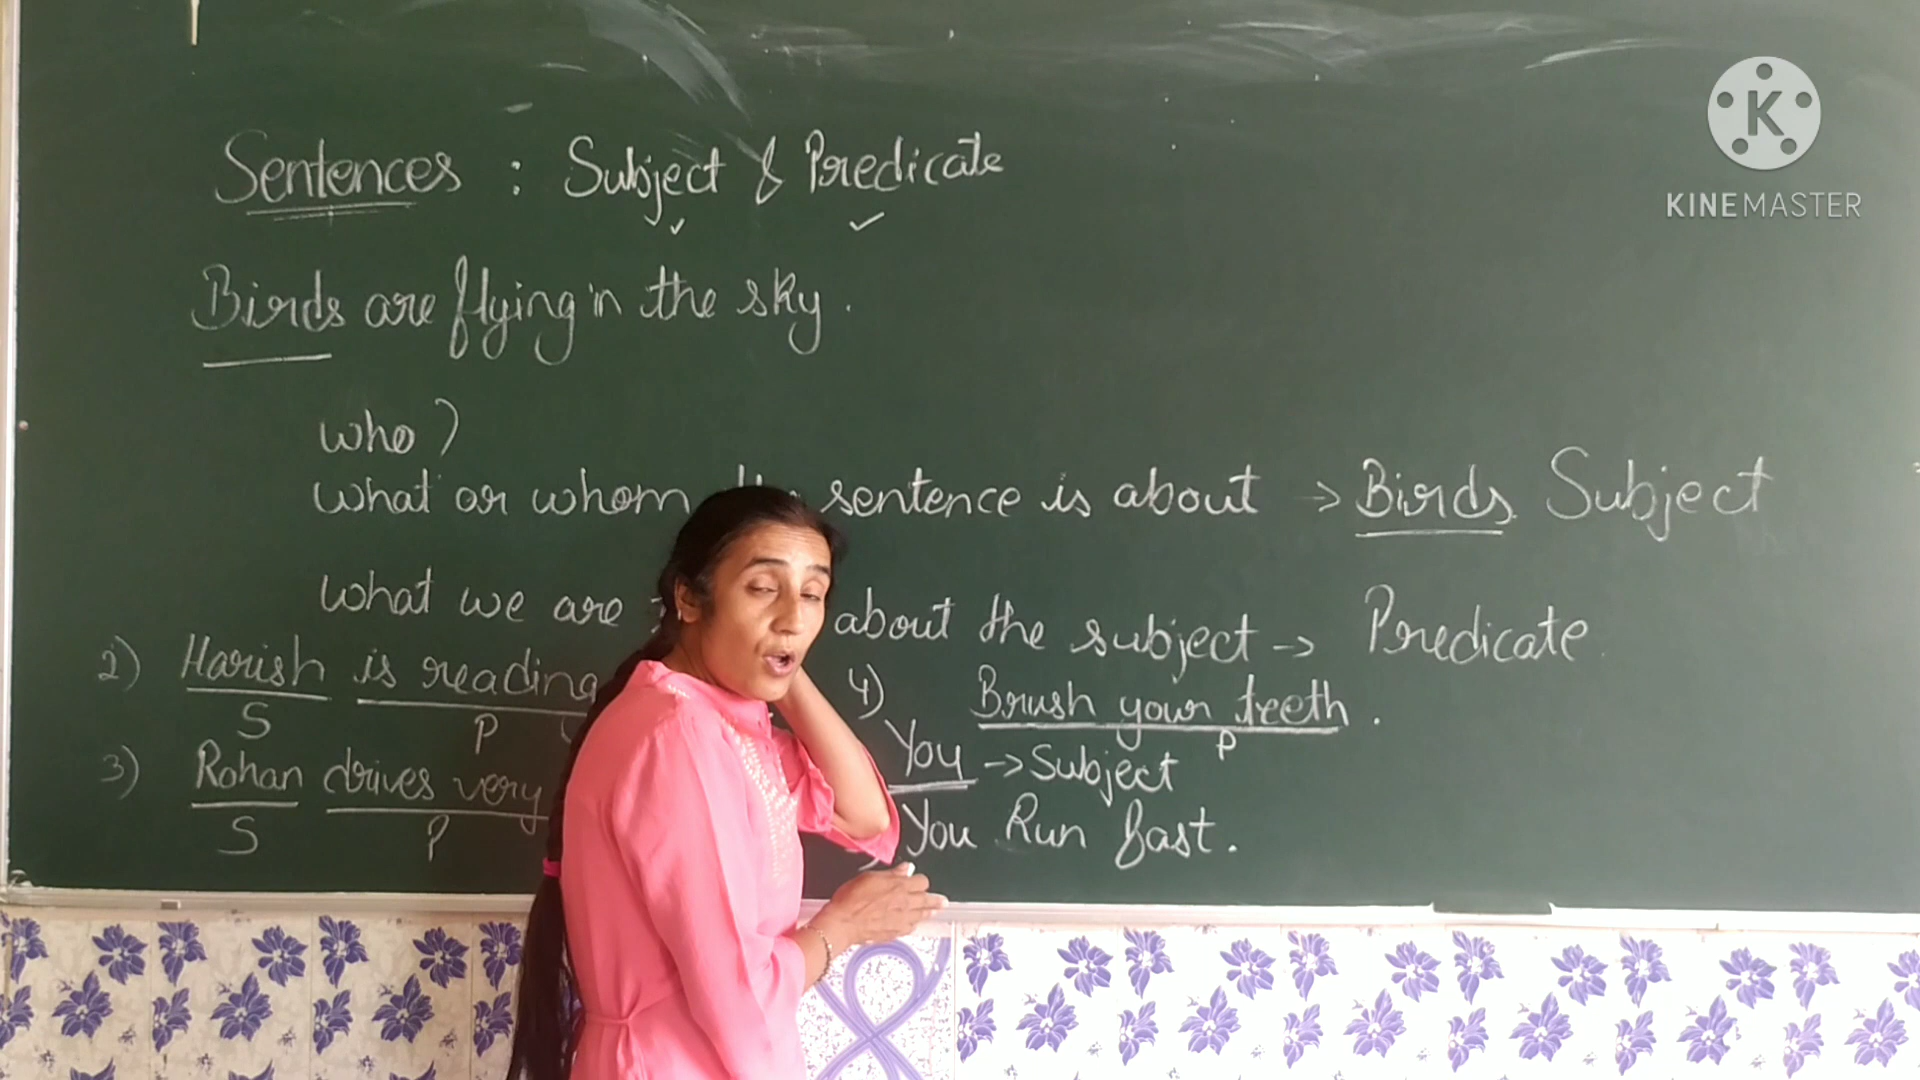 Sentences : Subject & Predicate
Birds are flying in the sky.
who?
what or whom the sentence is about → Birds Subject
what we are about the subject → Predicate
2) Harish is reading
S P
3) Rohan drives very
S P
4) Brush your teeth.
P
You → Subject
You Run fast.
K
KINEMASTER